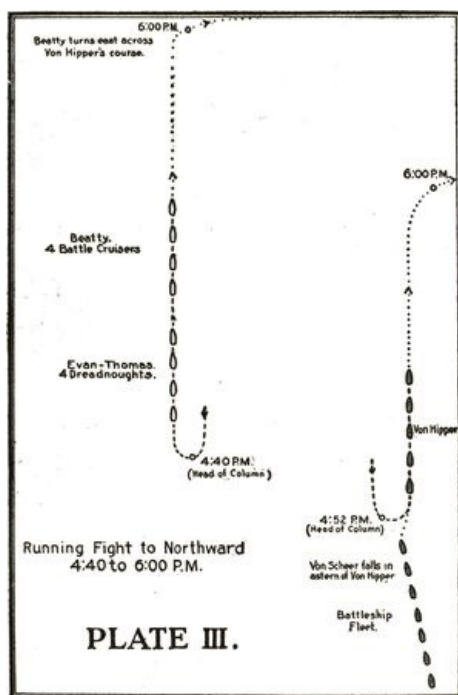 6:00 P.M.
Beatty turns east across
Von Hipper's course.
6:00 P.M.
Beatty.
4 Battle Cruisers
Evan-Thomas.
4 Dreadnoughts.
4:40 P.M.
(Head of Column)
Von Hipper
4:52 P.M.
(Head of Column)
Running Fight to Northward
4:40 to 6:00 P.M.
Von Scheer falls in
astern of Von Hipper
Battleship
Fleet.
PLATE III.